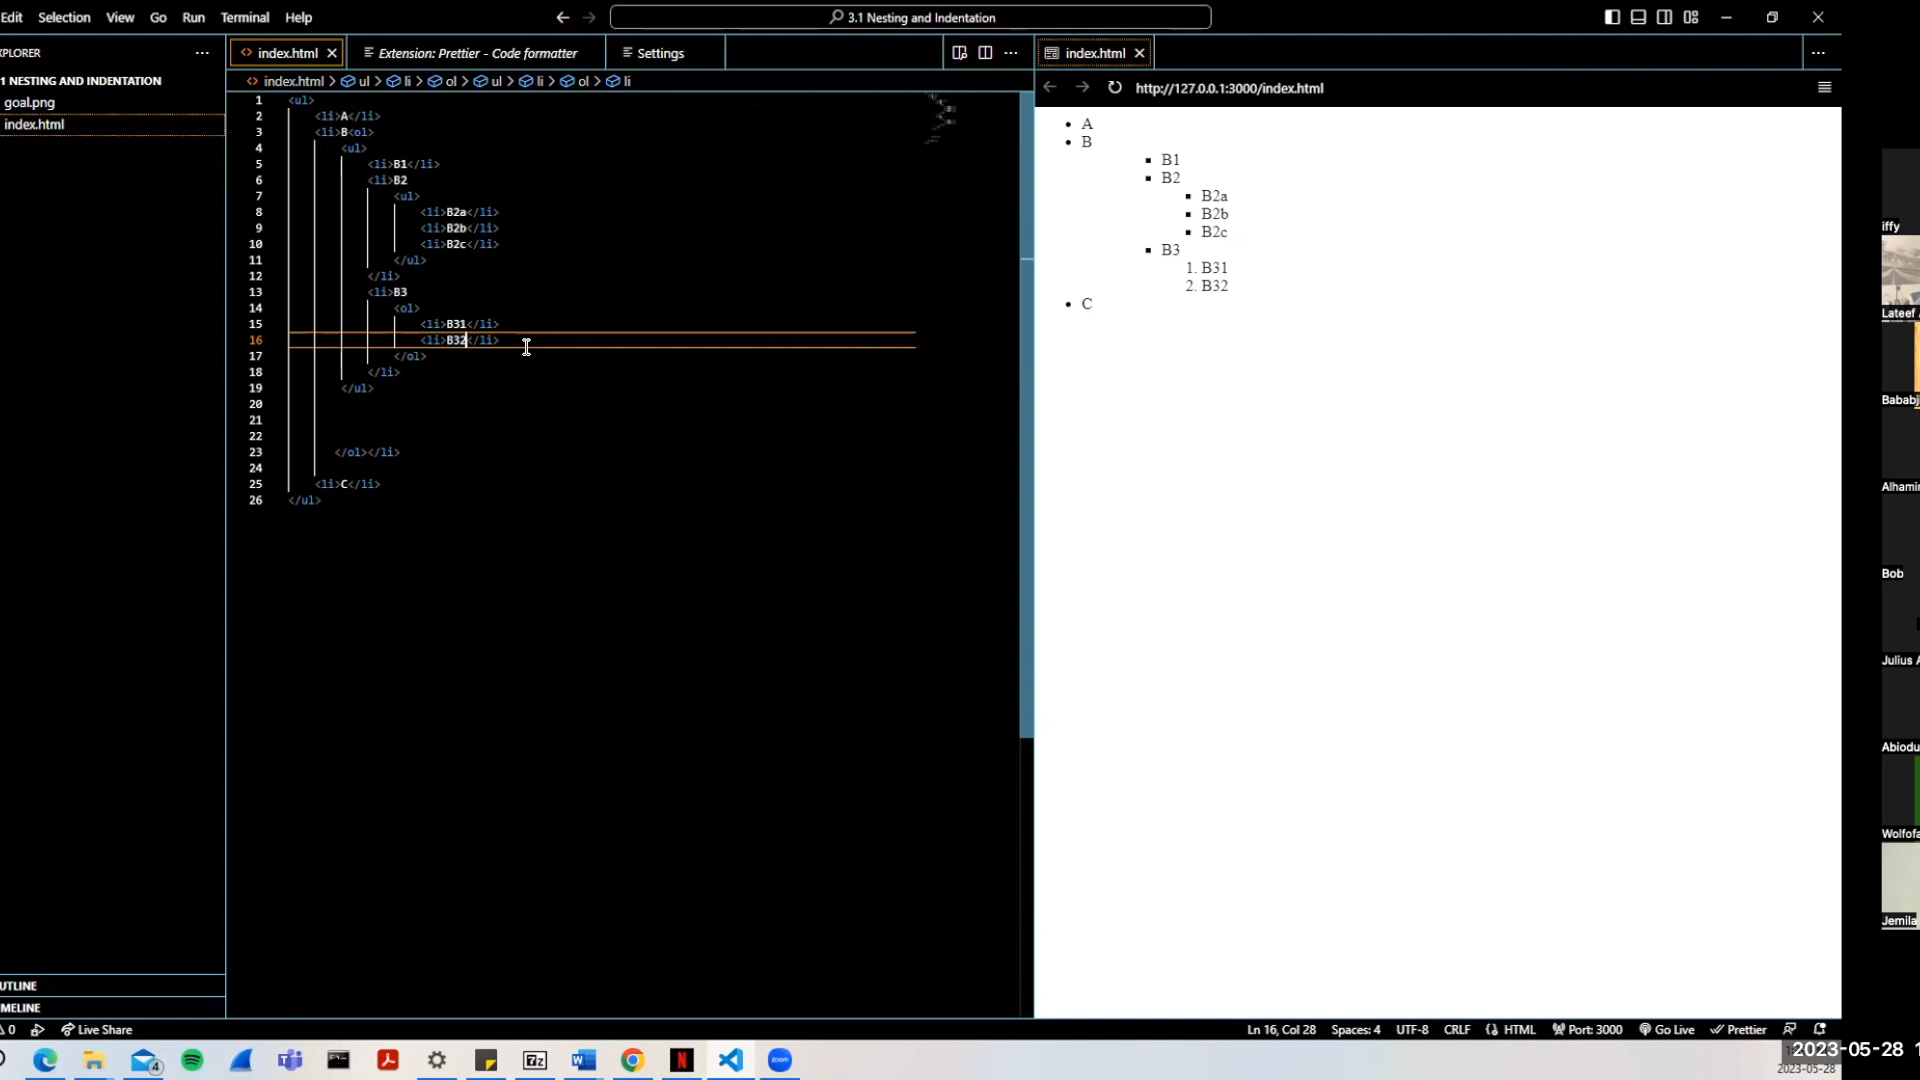 Edit Selection View Go Run Terminal Help 3.1 Nesting and Indentation
XPLORER
index.html Extension: Prettier - Code formatter Settings
index.html
1 NESTING AND INDENTATION
goal.png
index.html
index.html > ul > li > ol > ul > li > ol > li
1 <ul>
2 <li>A</li>
3 <li>B<ol>
4 <ul>
5 <li>B1</li>
6 <li>B2
7 <ul>
8 <li>B2a</li>
9 <li>B2b</li>
10 <li>B2c</li>
11 </ul>
12 </li>
13 <li>B3
14 <ol>
15 <li>B31</li>
16 <li>B32</li>
17 </ol>
18 </li>
19 </ul>
20
21
22
23 </ol></li>
24
25 <li>C</li>
26 </ul>
http://127.0.0.1:3000/index.html
A
B
B1
B2
B2a
B2b
B2c
B3
1. B31
2. B32
C
iffy
Lateef
Bababj
Alhamir
Bob
Julius A
Abiodu
Wolfofa
Jemila
UTLINE
MELINE
0 Live Share
Ln 16, Col 28 Spaces: 4 UTF-8 CRLF HTML Port: 3000 Go Live Prettier
4
7z
zoom
2023-05-28 1
2023-05-28